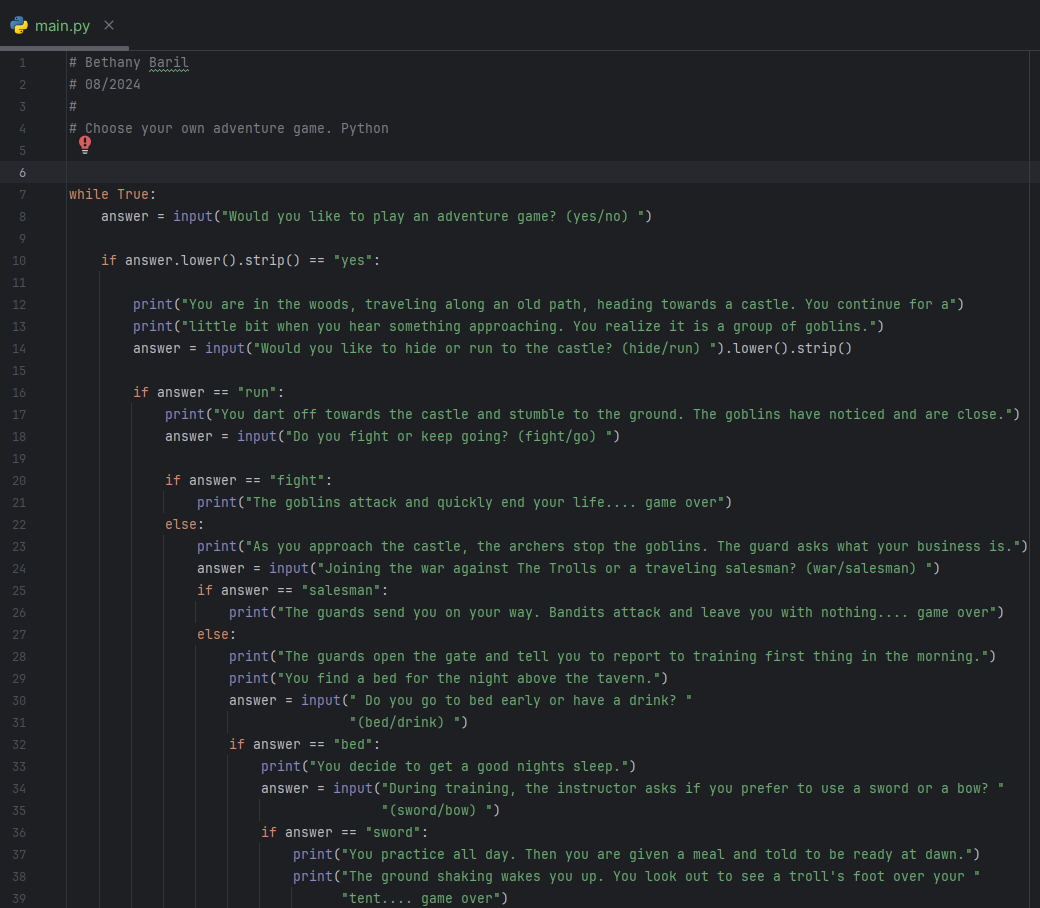 main.py
1 # Bethany Baril
2 # 08/2024
3 #
4 # Choose your own adventure game. Python
5
6
7 while True:
8     answer = input("Would you like to play an adventure game? (yes/no) ")
9
10     if answer.lower().strip() == "yes":
11
12         print("You are in the woods, traveling along an old path, heading towards a castle. You continue for a")
13         print("little bit when you hear something approaching. You realize it is a group of goblins.")
14         answer = input("Would you like to hide or run to the castle? (hide/run) ").lower().strip()
15
16         if answer == "run":
17             print("You dart off towards the castle and stumble to the ground. The goblins have noticed and are close.")
18             answer = input("Do you fight or keep going? (fight/go) ")
19
20             if answer == "fight":
21                 print("The goblins attack and quickly end your life.... game over")
22             else:
23                 print("As you approach the castle, the archers stop the goblins. The guard asks what your business is.")
24                 answer = input("Joining the war against The Trolls or a traveling salesman? (war/salesman) ")
25                 if answer == "salesman":
26                     print("The guards send you on your way. Bandits attack and leave you with nothing.... game over")
27                 else:
28                     print("The guards open the gate and tell you to report to training first thing in the morning.")
29                     print("You find a bed for the night above the tavern.")
30                     answer = input(" Do you go to bed early or have a drink? "
31                                    "(bed/drink) ")
32                     if answer == "bed":
33                         print("You decide to get a good nights sleep.")
34                         answer = input("During training, the instructor asks if you prefer to use a sword or a bow? "
35                                        "(sword/bow) ")
36                         if answer == "sword":
37                             print("You practice all day. Then you are given a meal and told to be ready at dawn.")
38                             print("The ground shaking wakes you up. You look out to see a troll's foot over your "
39                                   "tent.... game over")